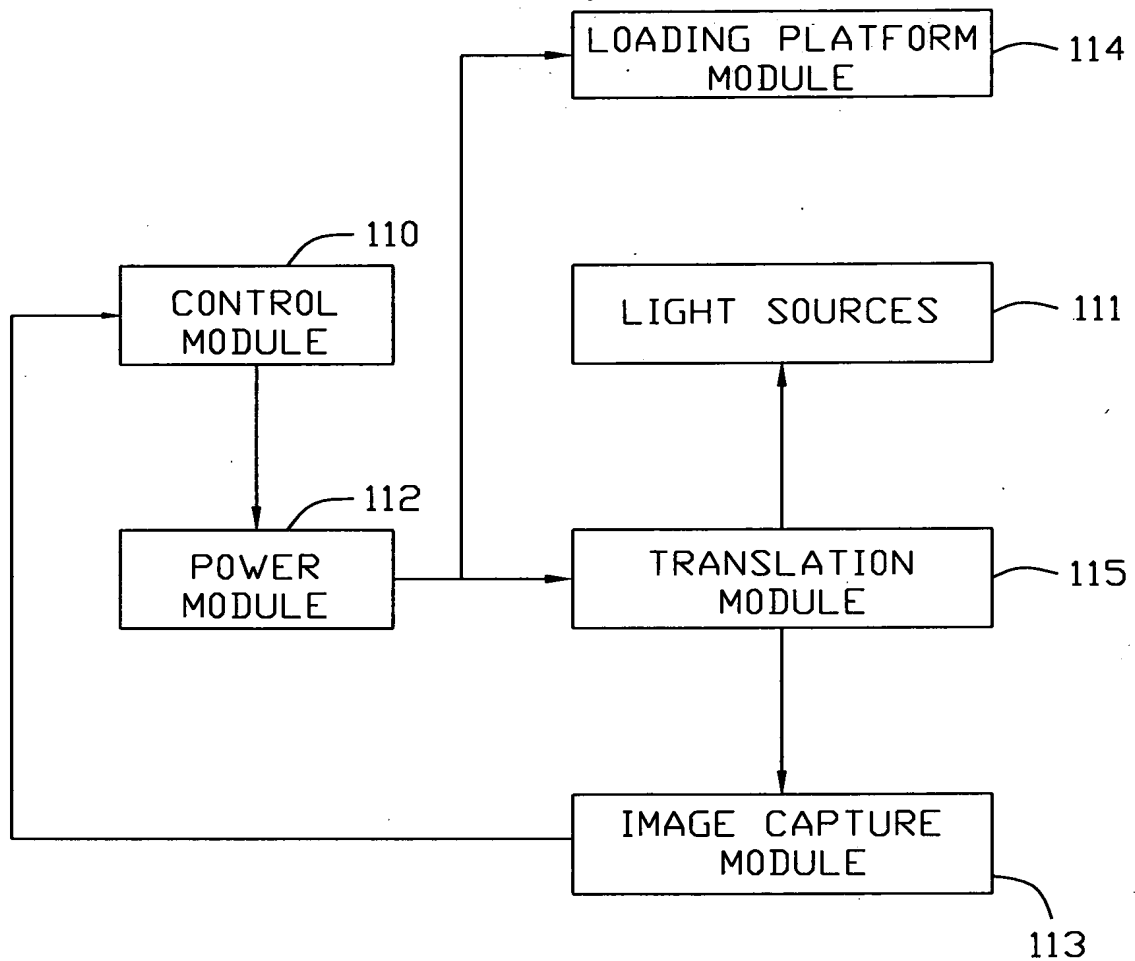 LOADING PLATFORM
MODULE
114
110
CONTROL
MODULE
LIGHT SOURCES
111
112
POWER
MODULE
TRANSLATION
MODULE
115
IMAGE CAPTURE
MODULE
113